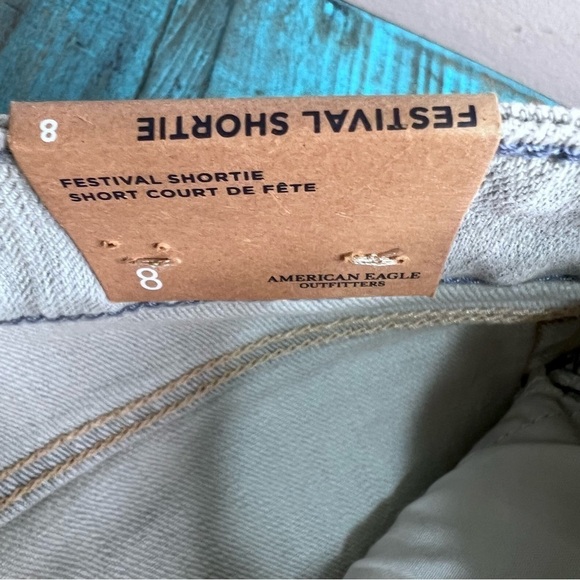 8 FESTIVAL SHORTIE
FESTIVAL SHORTIE
SHORT COURT DE FÊTE
8
AMERICAN EAGLE
OUTFITTERS